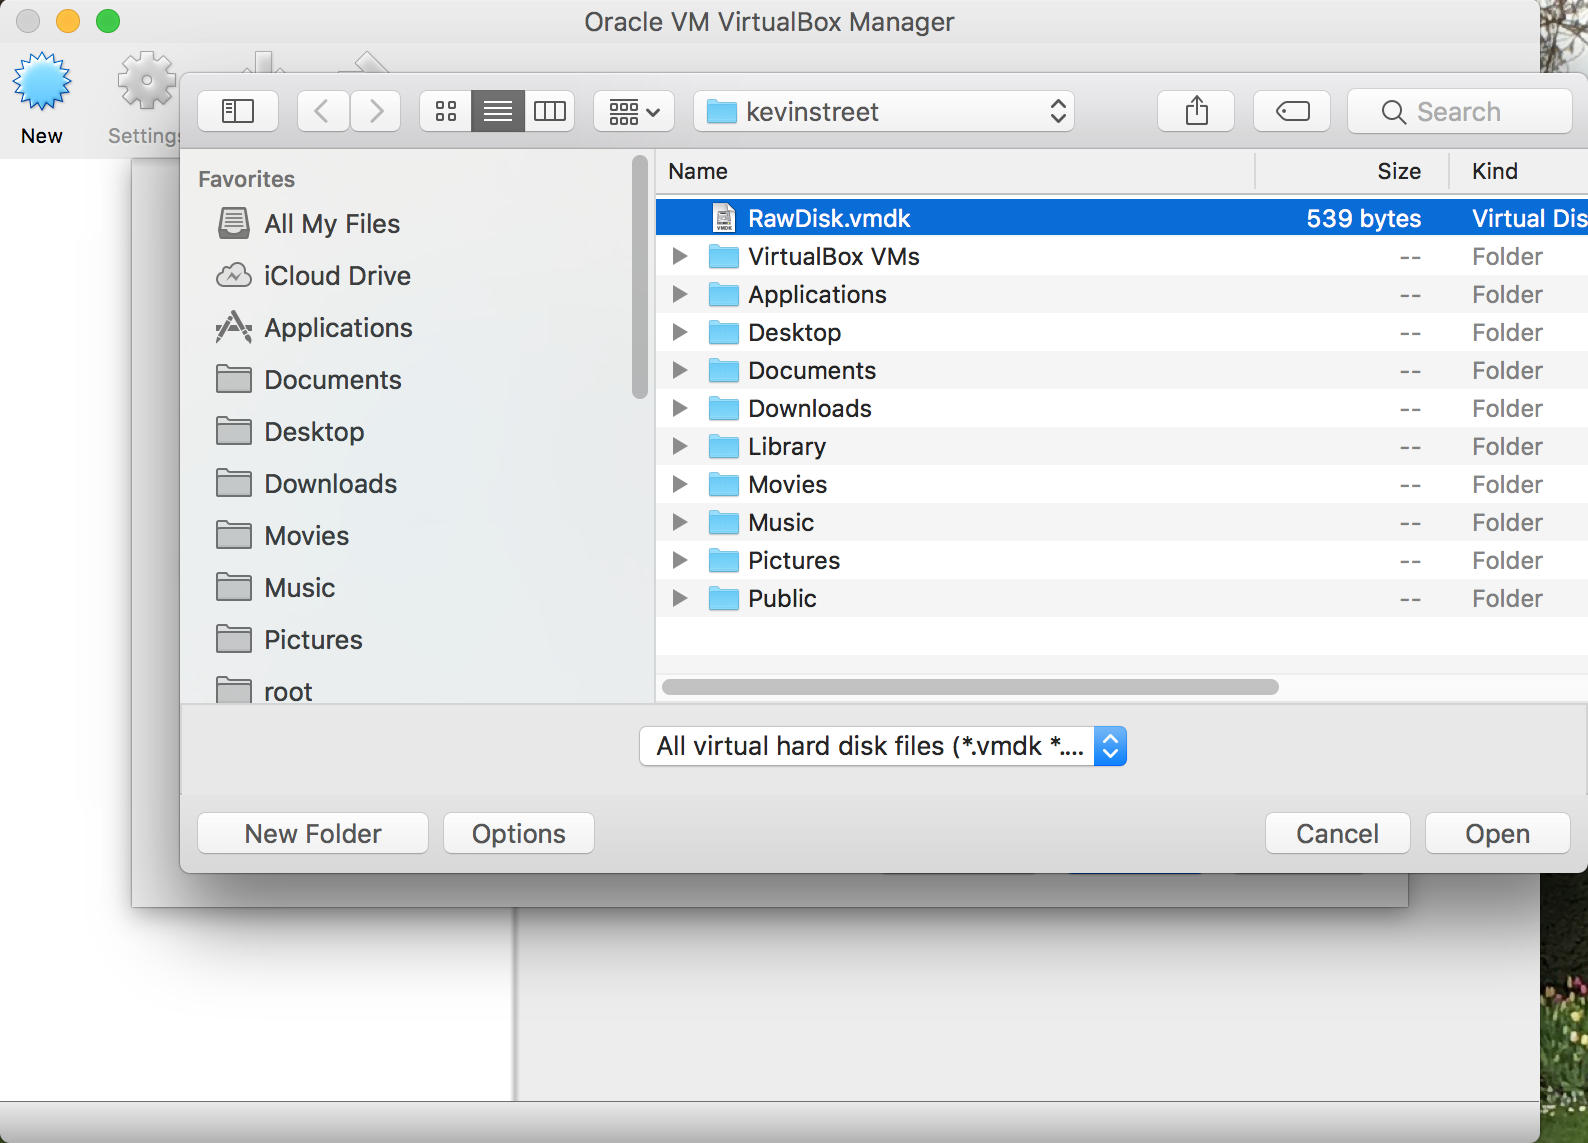 Oracle VM VirtualBox Manager
New
Settings
kevinstreet
Search
Favorites
All My Files
iCloud Drive
Applications
Documents
Desktop
Downloads
Movies
Music
Pictures
root
Name Size Kind
RawDisk.vmdk 539 bytes Virtual Dis
VirtualBox VMs -- Folder
Applications -- Folder
Desktop -- Folder
Documents -- Folder
Downloads -- Folder
Library -- Folder
Movies -- Folder
Music -- Folder
Pictures -- Folder
Public -- Folder
All virtual hard disk files (*.vmdk *....
New Folder
Options
Cancel
Open